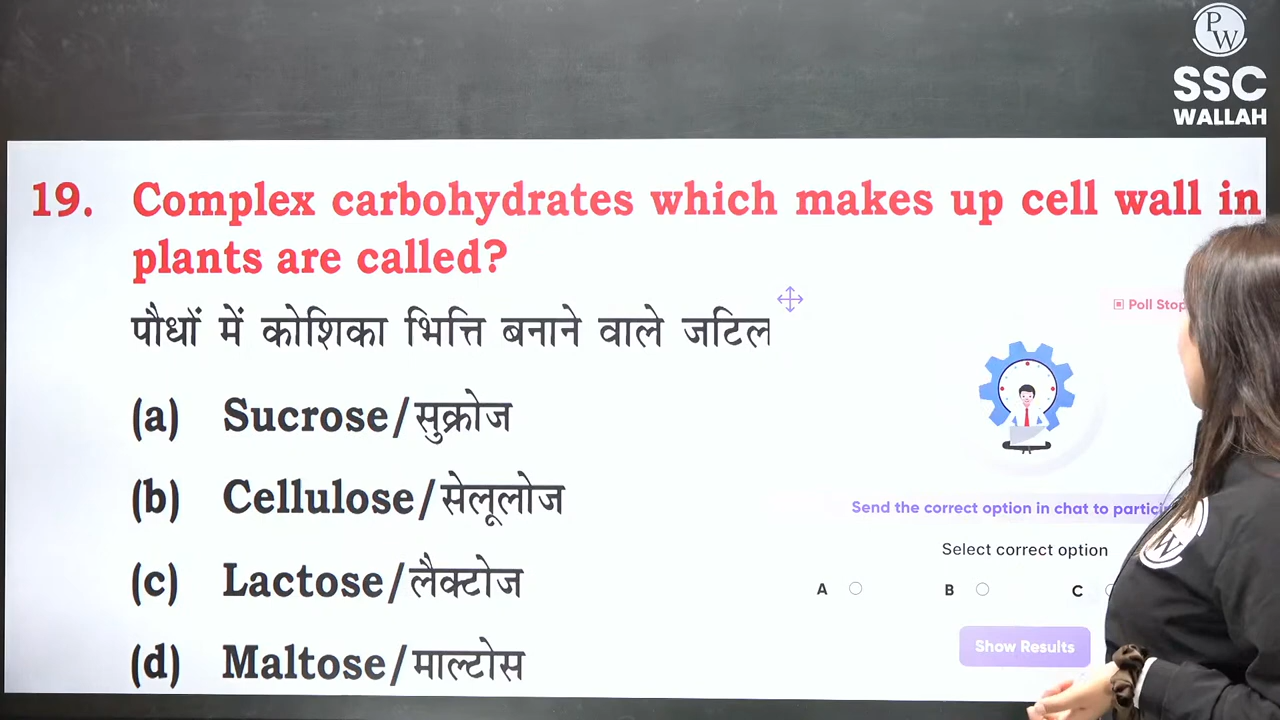 PW
SSC
WALLAH
19. Complex carbohydrates which makes up cell wall in
plants are called?
पौधों में कोशिका भित्ति बनाने वाले जटिल
Poll Stop
(a) Sucrose/सुक्रोज
(b) Cellulose/सेलूलोज
Send the correct option in chat to
Select correct option
(c) Lactose/लैक्टोज
A B C
Show Results
(d) Maltose/माल्टोस